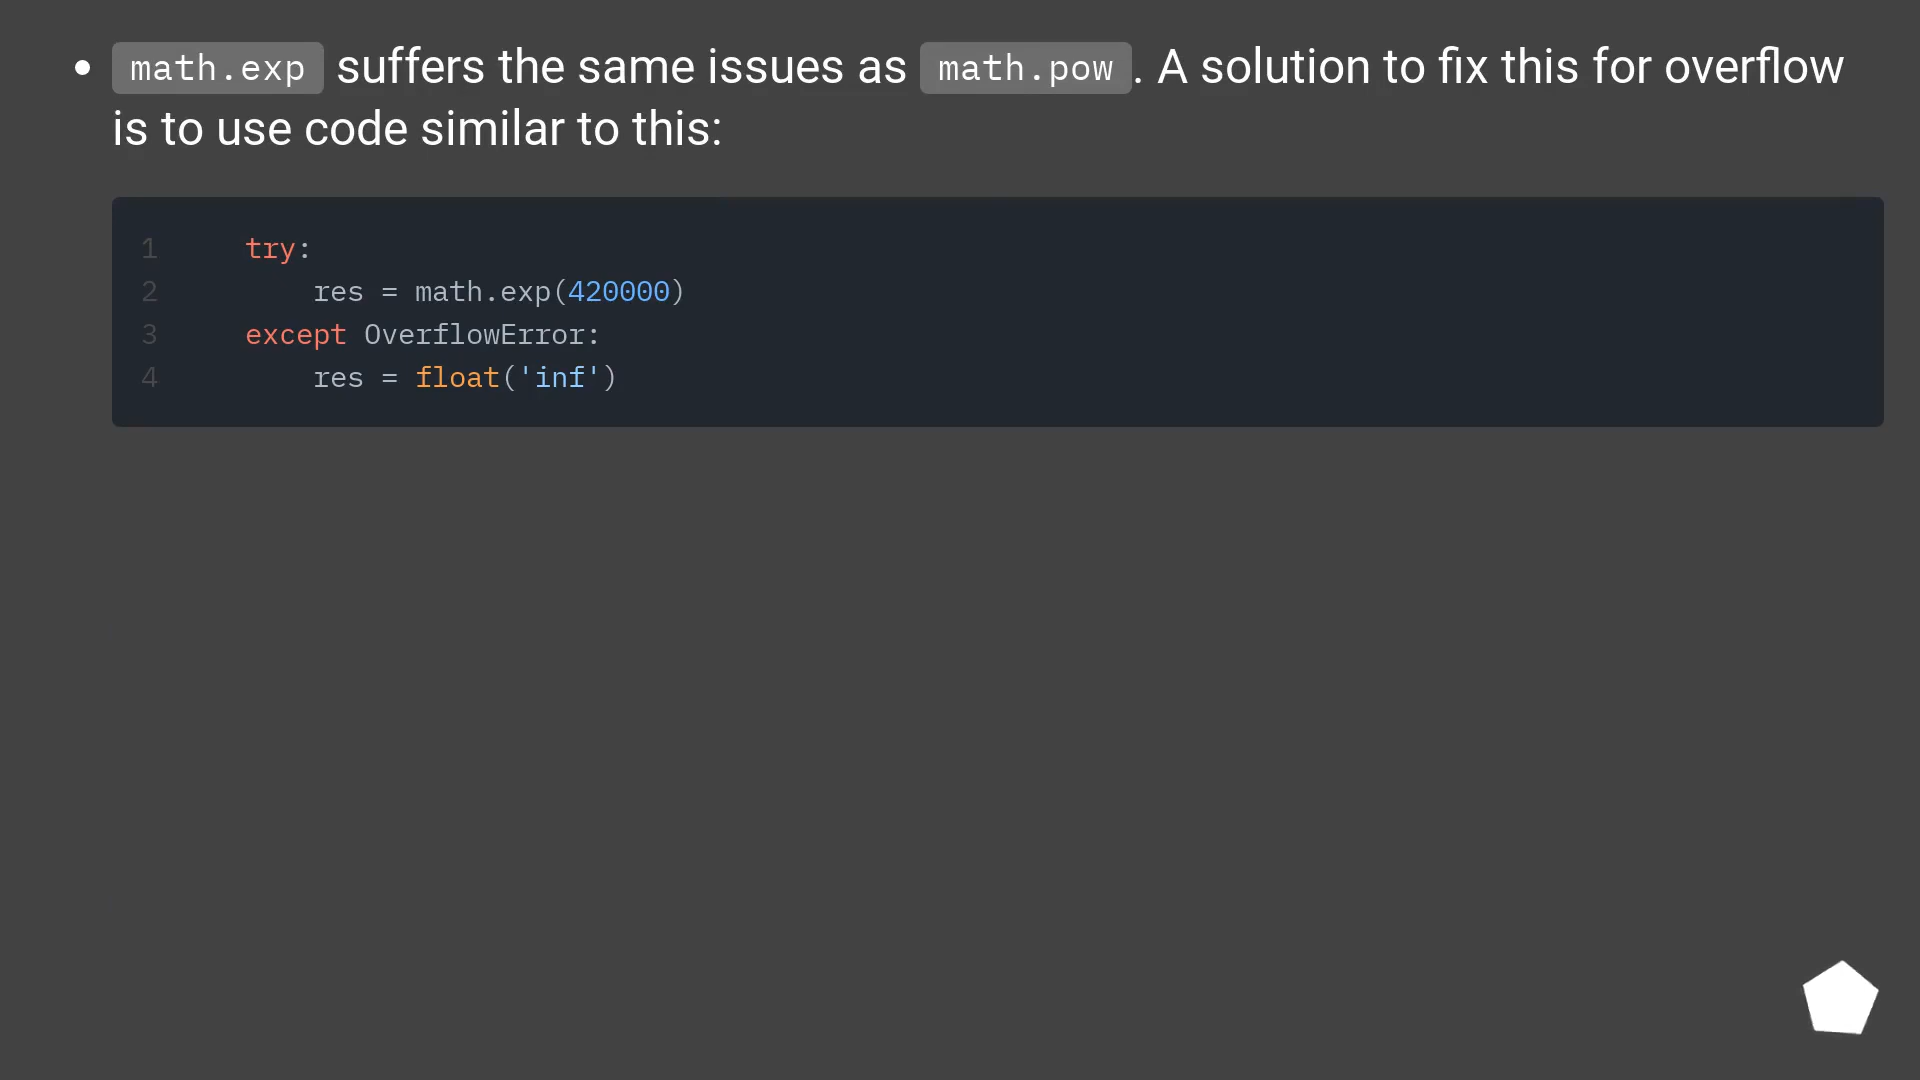 • math.exp suffers the same issues as math.pow. A solution to fix this for overflow
is to use code similar to this:
1 try:
2 res = math.exp(420000)
3 except OverflowError:
4 res = float('inf')